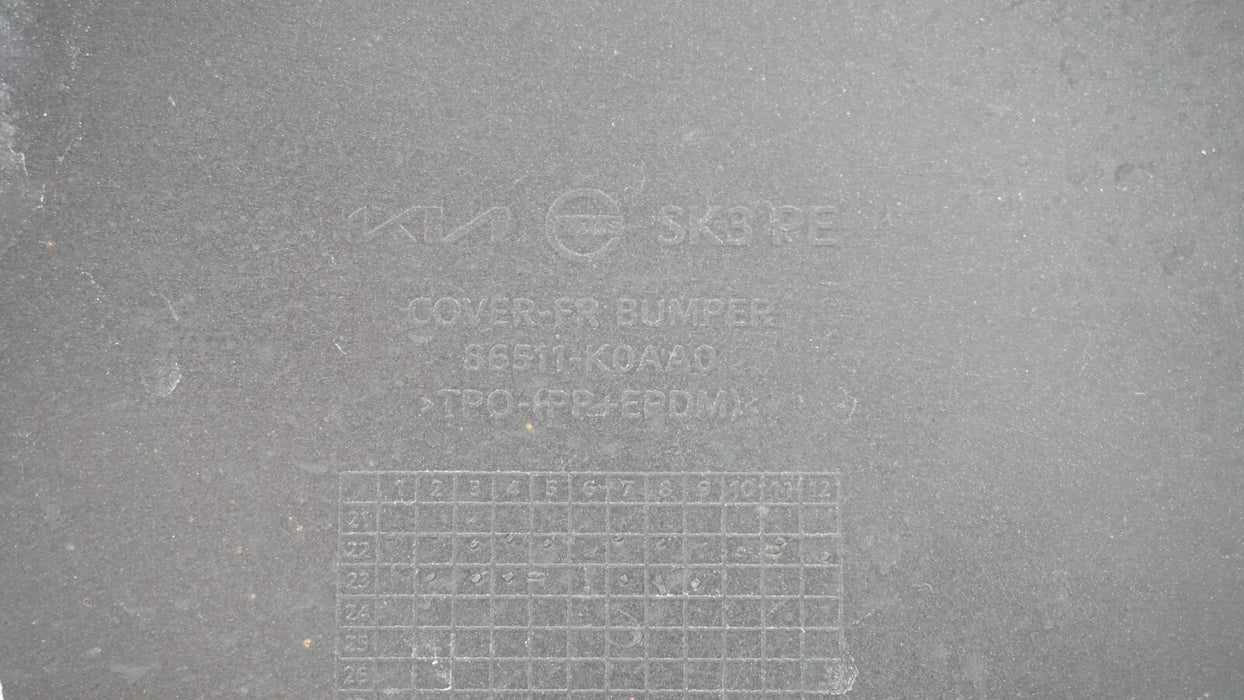 KIA SK3 PE
COVER-FR BUMPER
86511-K0AA0
>TPO-(PP+EPDM)<
1 2 3 4 5 6 7 8 9 10 11 12
21
22
23
24
25
26